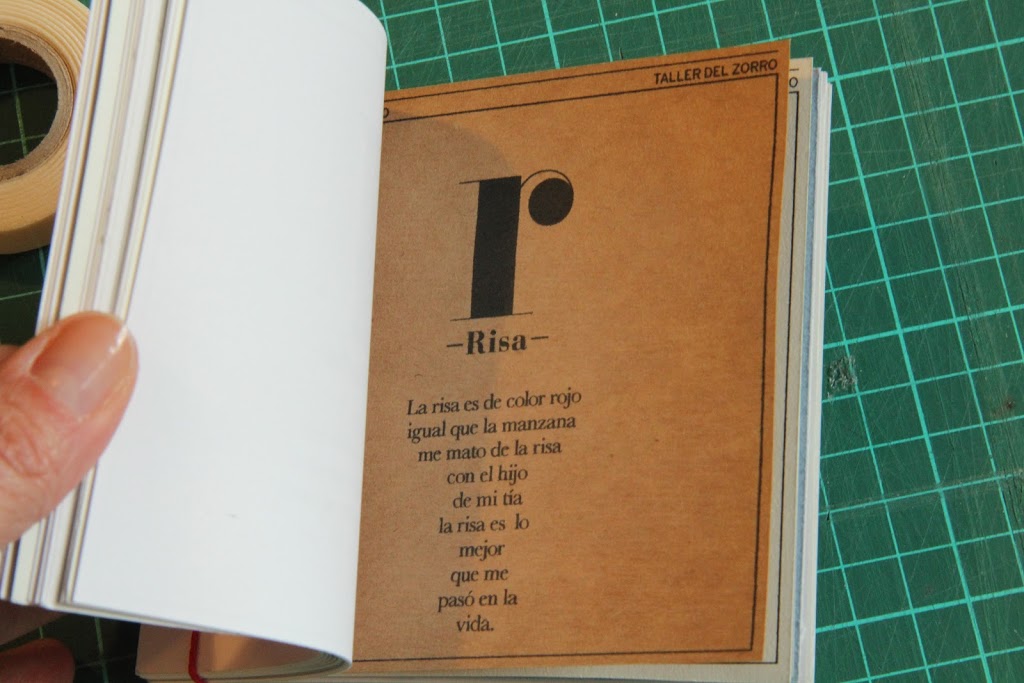 TALLER DEL ZORRO
O
O
r
–Risa–
La risa es de color rojo
igual que la manzana
me mato de la risa
con el hijo
de mi tía
la risa es lo
mejor
que me
pasó en la
vida.